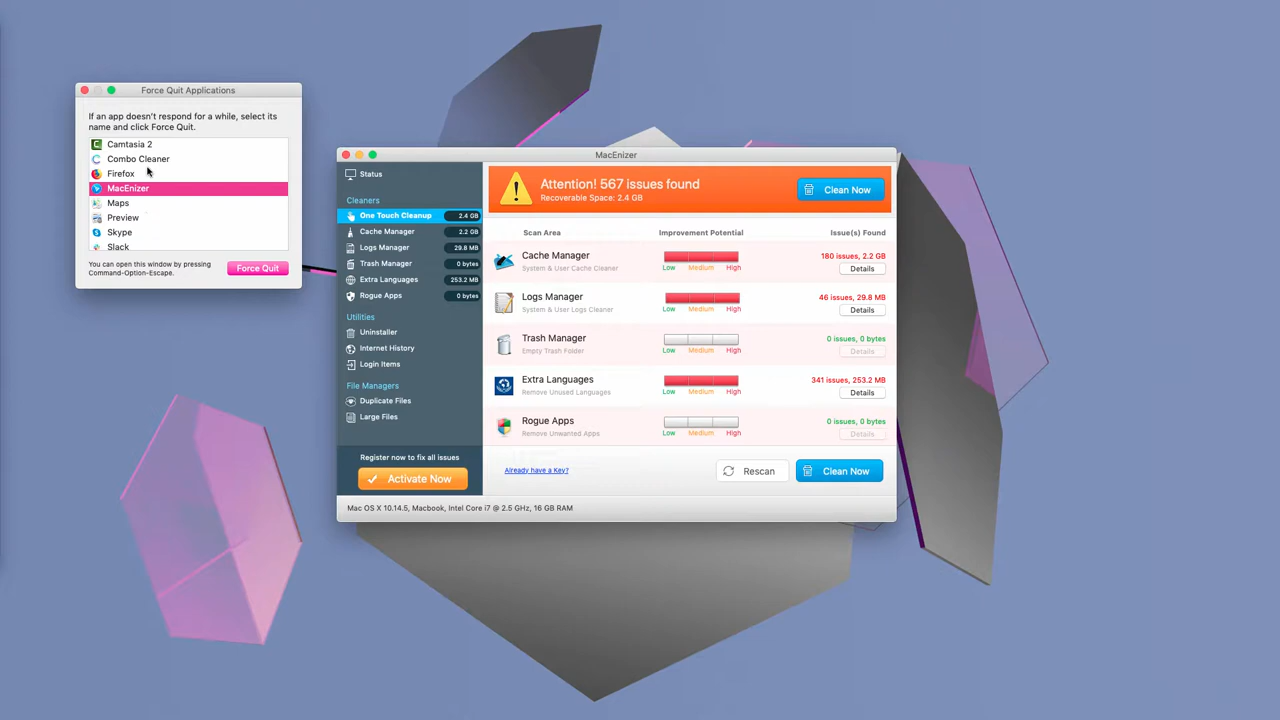 Force Quit Applications
If an app doesn't respond for a while, select its
name and click Force Quit.
Camtasia 2
Combo Cleaner
Firefox
MacEnizer
Maps
Preview
Skype
Slack
You can open this window by pressing
Command-Option-Escape.
Force Quit
MacEnizer
Status
Cleaners
One Touch Cleanup 2.4 GB
Cache Manager 2.2 GB
Logs Manager 29.8 MB
Trash Manager 0 bytes
Extra Languages 253.2 MB
Rogue Apps 0 bytes
Utilities
Uninstaller
Internet History
Login Items
File Managers
Duplicate Files
Large Files
Register now to fix all issues
Activate Now
Attention! 567 issues found
Recoverable Space: 2.4 GB
Clean Now
Scan Area Improvement Potential Issue(s) Found
Cache Manager 180 issues, 2.2 GB
System & User Cache Cleaner Low Medium High Details
Logs Manager 46 issues, 29.8 MB
System & User Logs Cleaner Low Medium High Details
Trash Manager 0 issues, 0 bytes
Empty Trash Folder Low Medium High Details
Extra Languages 341 issues, 253.2 MB
Remove Unused Languages Low Medium High Details
Rogue Apps 0 issues, 0 bytes
Remove Unwanted Apps Low Medium High Details
Already have a Key? Rescan Clean Now
Mac OS X 10.14.5, Macbook, Intel Core i7 @ 2.5 GHz, 16 GB RAM